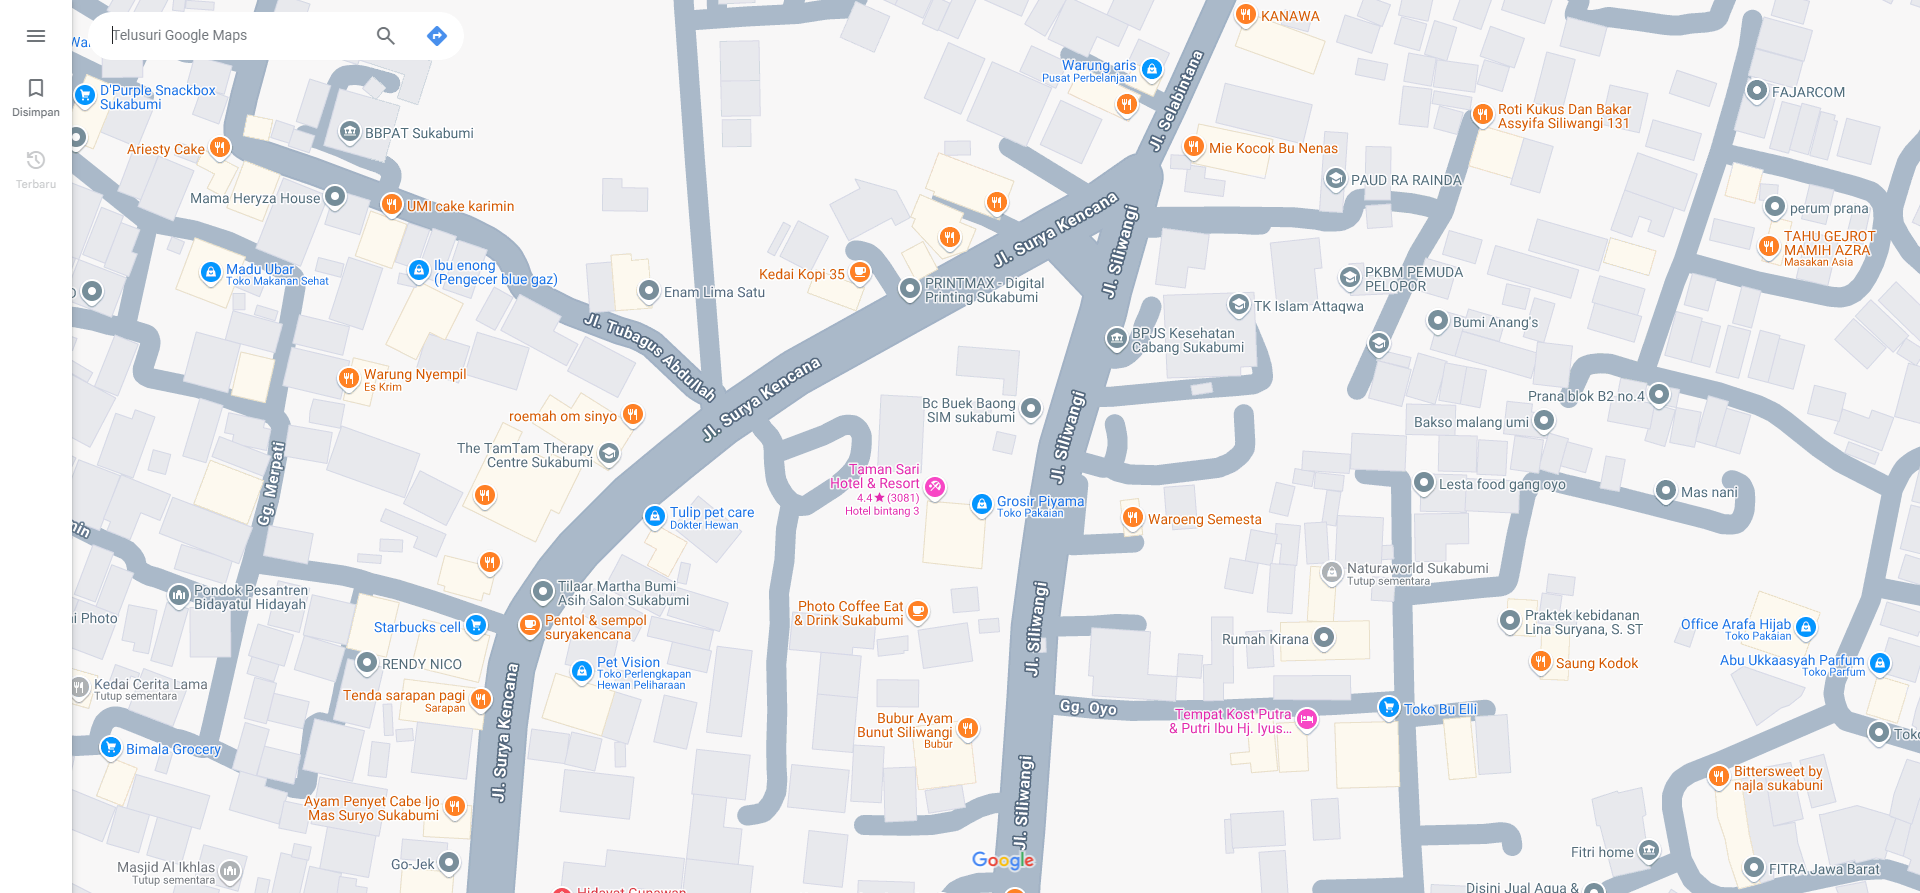 Telusuri Google Maps
Disimpan
Terbaru
KANAWA
Warung aris
Pusat Perbelanjaan
Jl. Selabintana
D'Purple Snackbox
Sukabumi
BBPAT Sukabumi
Ariesty Cake
Mama Heryza House
UMI cake karimin
Roti Kukus Dan Bakar
Assyifa Siliwangi 131
FAJARCOM
Mie Kocok Bu Nenas
PAUD RA RAINDA
perum prana
TAHU GEJROT
MAMIH AZRA
Masakan Asia
Madu Ubar
Toko Makanan Sehat
Ibu enong
(Pengecer blue gaz)
Enam Lima Satu
Kedai Kopi 35
PRINTMAX - Digital
Printing Sukabumi
Jl. Surya Kencana
Jl. Siliwangi
PKBM PEMUDA
PELOPOR
TK Islam Attaqwa
Bumi Anang's
BPJS Kesehatan
Cabang Sukabumi
Jl. Tubagus Abdullah
Jl. Surya Kencana
Warung Nyempil
Es Krim
roemah om sinyo
The TamTam Therapy
Centre Sukabumi
Bc Buek Baong
SIM sukabumi
Jl. Siliwangi
Prana blok B2 no.4
Bakso malang umi
Gg. Merpati
Taman Sari
Hotel & Resort
4.4★ (3081)
Hotel bintang 3
Grosir Piyama
Toko Pakaian
Tulip pet care
Dokter Hewan
Waroeng Semesta
Lesta food gang oyo
Mas nani
Naturaworld Sukabumi
Tutup sementara
Pondok Pesantren
Bidayatul Hidayah
Tilaar Martha Bumi
Asih Salon Sukabumi
Starbucks cell
Pentol & sempol
suryakencana
Photo Coffee Eat
& Drink Sukabumi
Jl. Siliwangi
Rumah Kirana
Praktek kebidanan
Lina Suryana, S. ST
Office Arafa Hijab
Toko Pakaian
Saung Kodok
Abu Ukkaasyah Parfum
Toko Parfum
RENDY NICO
Pet Vision
Toko Perlengkapan
Hewan Peliharaan
Kedai Cerita Lama
Tutup sementara
Tenda sarapan pagi
Sarapan
Jl. Surya Kencana
Bubur Ayam
Bunut Siliwangi
Bubur
Gg. Oyo
Tempat Kost Putra
& Putri Ibu Hj. Iyus...
Toko Bu Elli
Bimala Grocery
Bittersweet by
najla sukabuni
Ayam Penyet Cabe Ijo
Mas Suryo Sukabumi
Jl. Siliwangi
Google
Masjid Al Ikhlas
Tutup sementara
Go-Jek
Fitri home
FITRA Jawa Barat
Hidayat Gunawan
Disini Jual Aqua &